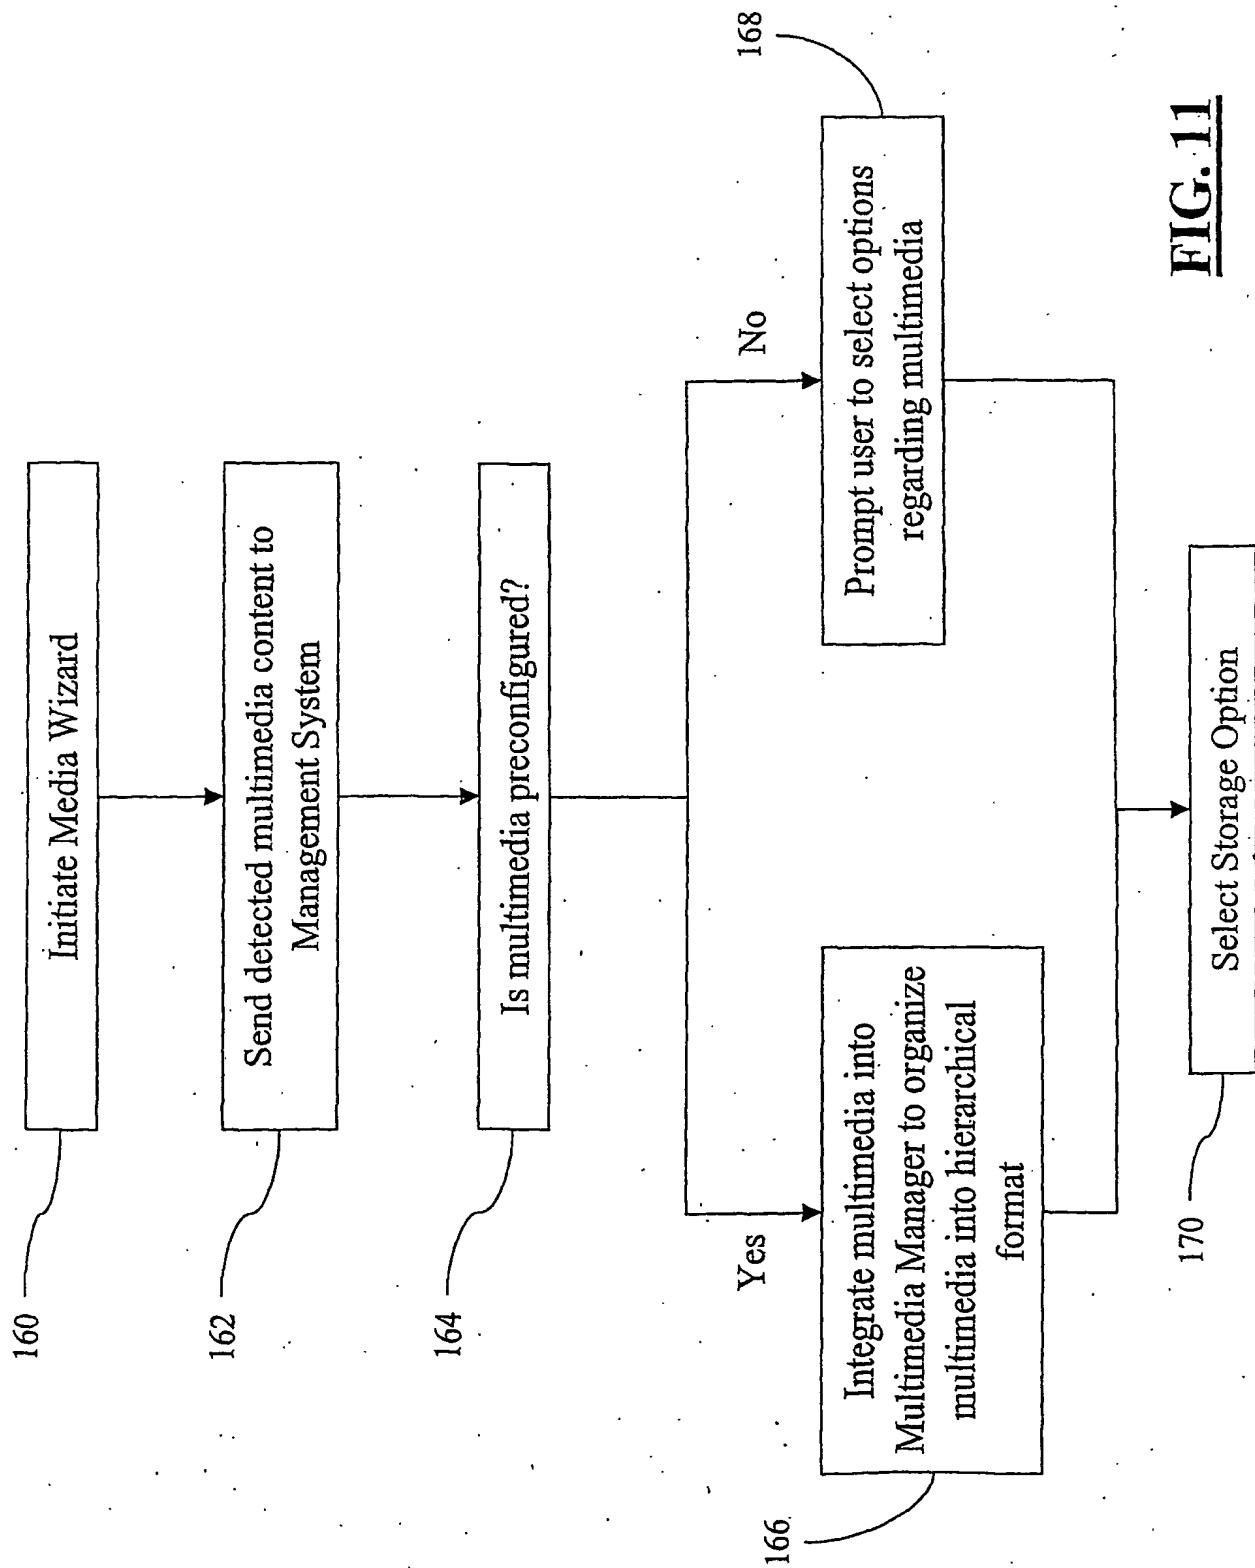 160
Initiate Media Wizard
162
Send detected multimedia content to
Management System
164
Is multimedia preconfigured?
Yes
No
166
Integrate multimedia into
Multimedia Manager to organize
multimedia into hierarchical
format
168
Prompt user to select options
regarding multimedia
170
Select Storage Option
FIG. 11